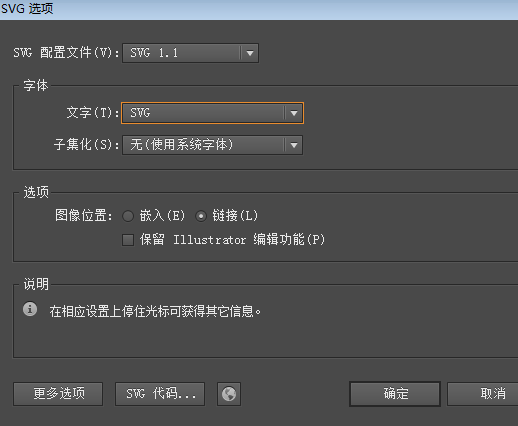 SVG 选项
SVG 配置文件(V): SVG 1.1
字体
文字(T): SVG
子集化(S): 无(使用系统字体)
选项
图像位置: 嵌入(E) 链接(L)
保留 Illustrator 编辑功能(P)
说明
在相应设置上停住光标可获得其它信息。
更多选项 SVG 代码... 确定 取消